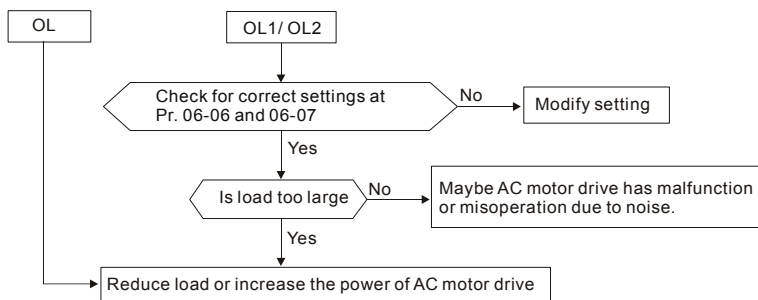 OL
OL1/ OL2
Check for correct settings at
Pr. 06-06 and 06-07
No
Modify setting
Yes
Is load too large
No
Maybe AC motor drive has malfunction
or misoperation due to noise.
Yes
Reduce load or increase the power of AC motor drive